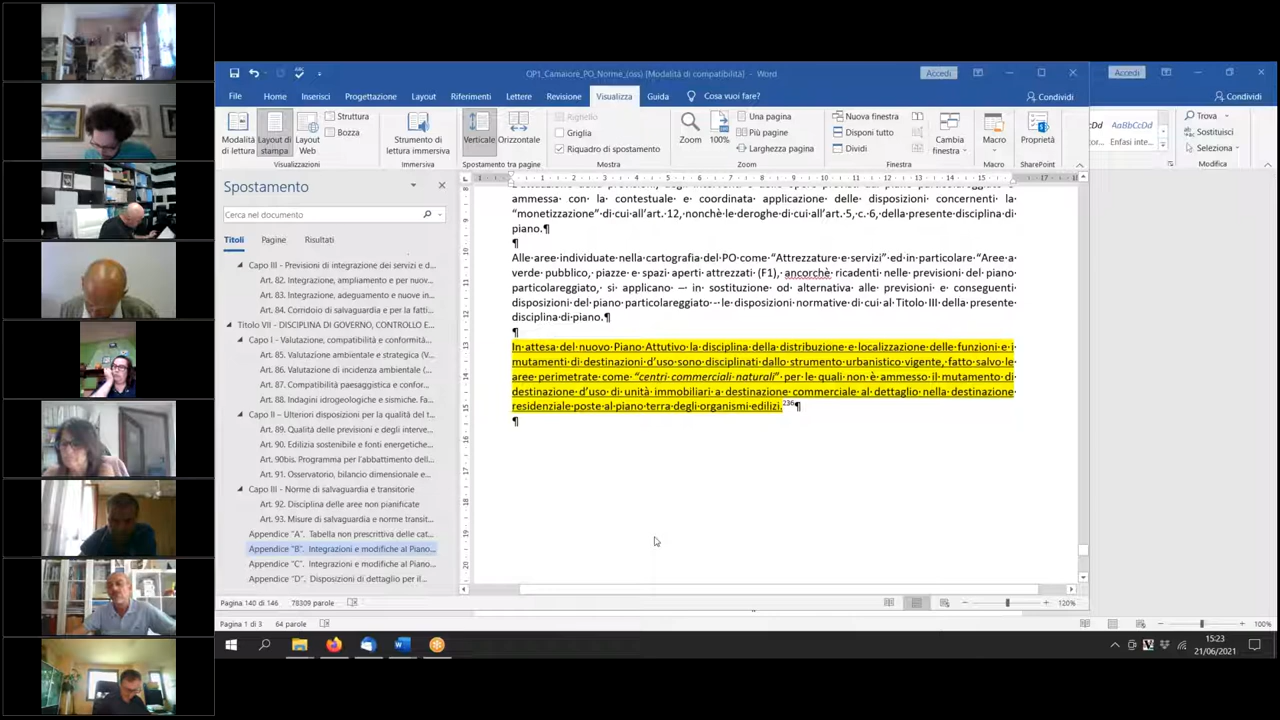 QP1_Camaiore_PO_Norme_(oss) [Modalità di compatibilità] - Word
Accedi
Accedi
File Home Inserisci Progettazione Layout Riferimenti Lettere Revisione Visualizza Guida Cosa vuoi fare?
Condividi
Condividi
Modalità di lettura
Layout di stampa
Layout Web
Struttura
Bozza
Visualizzazioni
Strumento di lettura immersiva
Immersiva
Verticale
Orizzontale
Spostamento tra pagine
Righello
Griglia
Riquadro di spostamento
Mostra
Zoom
100%
Una pagina
Più pagine
Larghezza pagina
Zoom
Nuova finestra
Disponi tutto
Dividi
Cambia finestra
Finestra
Macro
Macro
Proprietà
SharePoint
AaBbCcD
Enfasi inten...
Trova
Sostituisci
Seleziona
Modifica
Spostamento
Cerca nel documento
Titoli Pagine Risultati
Capo III - Previsioni di integrazione dei servizi e d...
Art. 82. Integrazione, ampliamento e per nuov...
Art. 83. Integrazione, adeguamento e nuove in...
Art. 84. Corridoio di salvaguardia e per la fatti...
Titolo VII - DISCIPLINA DI GOVERNO, CONTROLLO E...
Capo I - Valutazione, compatibilità e conformità...
Art. 85. Valutazione ambientale e strategica (V...
Art. 86. Valutazione di incidenza ambientale (...
Art. 87. Compatibilità paesaggistica e confor...
Art. 88. Indagini idrogeologiche e sismiche. Fa...
Capo II - Ulteriori disposizioni per la qualità del t...
Art. 89. Qualità delle previsioni e degli interve...
Art. 90. Edilizia sostenibile e fonti energetiche...
Art. 90bis. Programma per l'abbattimento dell...
Art. 91. Osservatorio, bilancio dimensionale e...
Capo III - Norme di salvaguardia e transitorie
Art. 92. Disciplina delle aree non pianificate
Art. 93. Misure di salvaguardia e norme transit...
Appendice "A". Tabella non prescrittiva delle cat...
Appendice "B". Integrazioni e modifiche al Piano...
Appendice "C". Integrazioni e modifiche al Piano...
Appendice "D". Disposizioni di dettaglio per il...
ammessa con la contestuale e coordinata applicazione delle disposizioni concernenti la
"monetizzazione" di cui all'art. 12, nonchè le deroghe di cui all'art. 5, c. 6, della presente disciplina di
piano.¶
¶
Alle aree individuate nella cartografia del PO come "Attrezzature e servizi" ed in particolare "Aree a
verde pubblico, piazze e spazi aperti attrezzati (F1), ancorchè ricadenti nelle previsioni del piano
particolareggiato, si applicano – in sostituzione od alternativa alle previsioni e conseguenti
disposizioni del piano particolareggiato -- le disposizioni normative di cui al Titolo III della presente
disciplina di piano.¶
¶
In attesa del nuovo Piano Attutivo la disciplina della distribuzione e localizzazione delle funzioni e i
mutamenti di destinazioni d'uso sono disciplinati dallo strumento urbanistico vigente, fatto salvo le
aree perimetrate come "centri commerciali naturali" per le quali non è ammesso il mutamento di
destinazione d'uso di unità immobiliari a destinazione commerciale al dettaglio nella destinazione
residenziale poste al piano terra degli organismi edilizi.236¶
¶
Pagina 140 di 146 78309 parole
120%
Pagina 1 di 3 64 parole
100%
15:23
21/06/2021